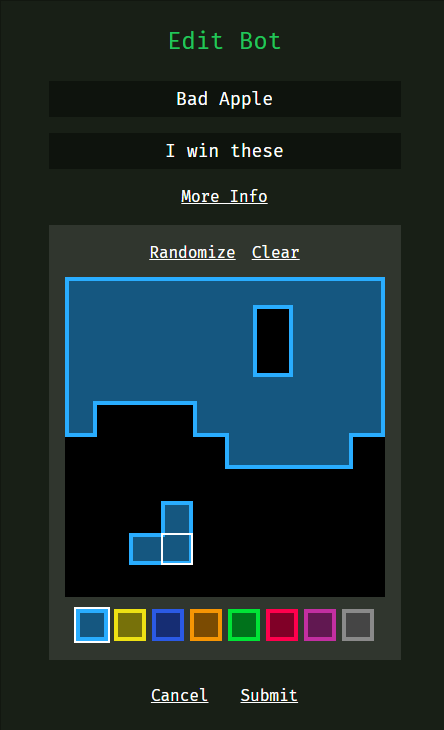 Edit Bot
Bad Apple
I win these
More Info
Randomize Clear
Cancel Submit